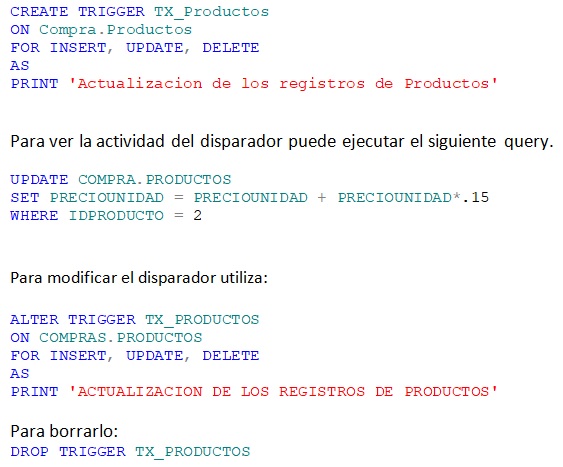 CREATE TRIGGER TX_Productos
ON Compra.Productos
FOR INSERT, UPDATE, DELETE
AS
PRINT 'Actualizacion de los registros de Productos'
Para ver la actividad del disparador puede ejecutar el siguiente query.
UPDATE COMPRA.PRODUCTOS
SET PRECIOUNIDAD = PRECIOUNIDAD + PRECIOUNIDAD*.15
WHERE IDPRODUCTO = 2
Para modificar el disparador utiliza:
ALTER TRIGGER TX_PRODUCTOS
ON COMPRAS.PRODUCTOS
FOR INSERT, UPDATE, DELETE
AS
PRINT 'ACTUALIZACION DE LOS REGISTROS DE PRODUCTOS'
Para borrarlo:
DROP TRIGGER TX_PRODUCTOS